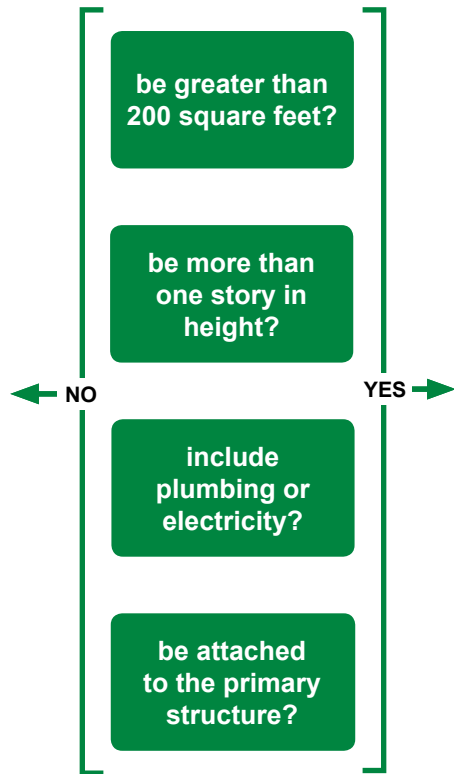 be greater than
200 square feet?
be more than
one story in
height?
NO
YES
include
plumbing or
electricity?
be attached
to the primary
structure?